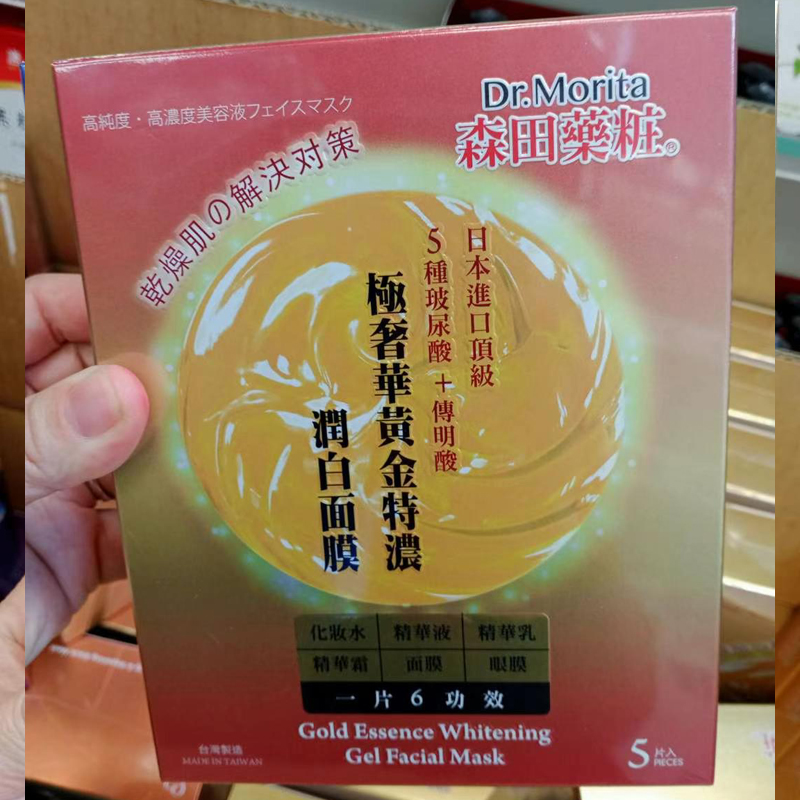 Dr.Morita
森田藥粧®
高純度・高濃度美容液フェイスマスク
乾燥肌の解決对策
日本進口頂級
5種玻尿酸+傳明酸
極奢華黃金特濃
潤白面膜
化妝水 精華液 精華乳
精華霜 面膜 眼膜
一片6功效
Gold Essence Whitening
Gel Facial Mask
台灣製造
MADE IN TAIWAN
5片入
PIECES